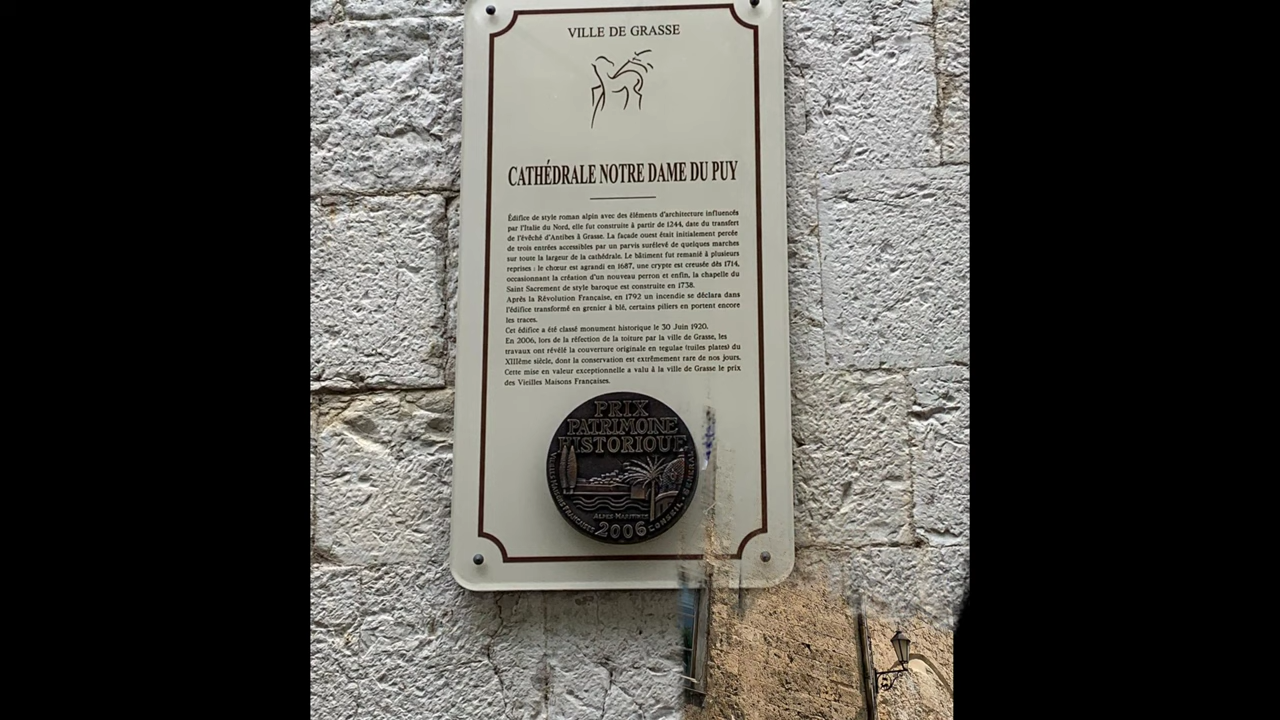 VILLE DE GRASSE
CATHÉDRALE NOTRE DAME DU PUY
Édifice de style roman alpin avec des éléments d'architecture influencés
par l'Italie du Nord, elle fut construite à partir de 1244, date du transfert
de l'évêché d'Antibes à Grasse. La façade ouest était initialement percée
de trois entrées accessibles par un parvis surélevé de quelques marches
sur toute la largeur de la cathédrale. Le bâtiment fut remanié à plusieurs
reprises : le chœur est agrandi en 1687, une crypte est creusée dès 1714,
occasionnant la création d'un nouveau perron et enfin, la chapelle du
Saint Sacrement de style baroque est construite en 1738.
Après la Révolution Française, en 1792 un incendie se déclara dans
l'édifice transformé en grenier à blé, certains piliers en portent encore
les traces.
Cet édifice a été classé monument historique le 30 Juin 1920.
En 2006, lors de la réfection de la toiture par la ville de Grasse, les
travaux ont révélé la couverture originale en tegulae (tuiles plates) du
XIIIème siècle, dont la conservation est extrêmement rare de nos jours.
Cette mise en valeur exceptionnelle a valu à la ville de Grasse le prix
des Vieilles Maisons Françaises.
PRIX
PATRIMOINE
HISTORIQUE
VIEILLES MAISONS FRANÇAISES
ALPES MARITIMES
2006
CONSEIL GENERAL